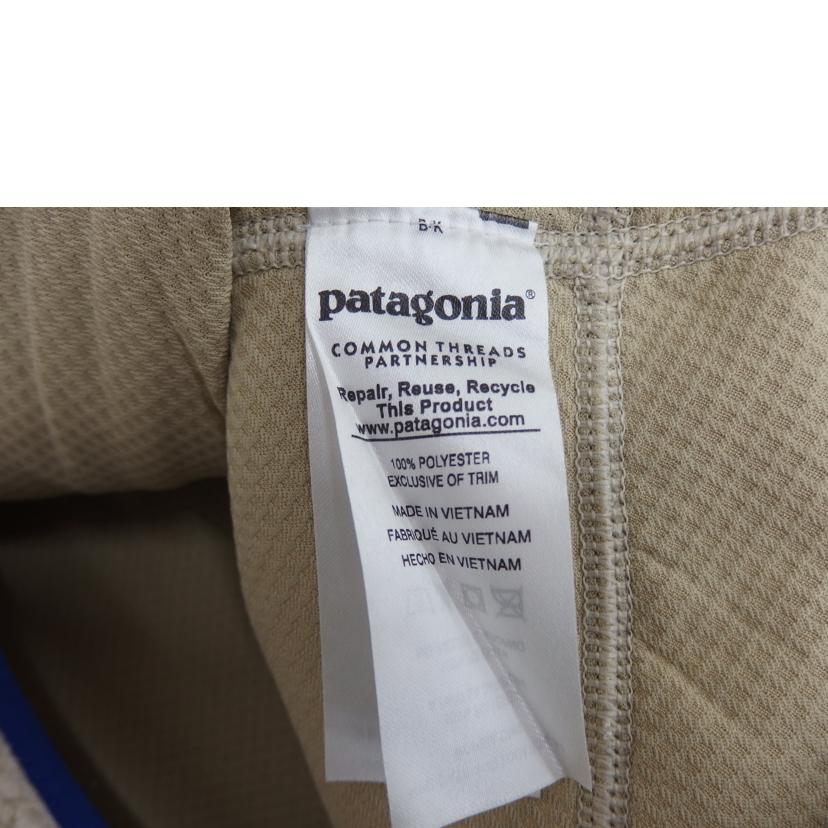 B-K
patagonia®
COMMON THREADS
PARTNERSHIP
Repair, Reuse, Recycle
This Product
www.patagonia.com
100% POLYESTER
EXCLUSIVE OF TRIM
MADE IN VIETNAM
FABRIQUÉ AU VIETNAM
HECHO EN VIETNAM